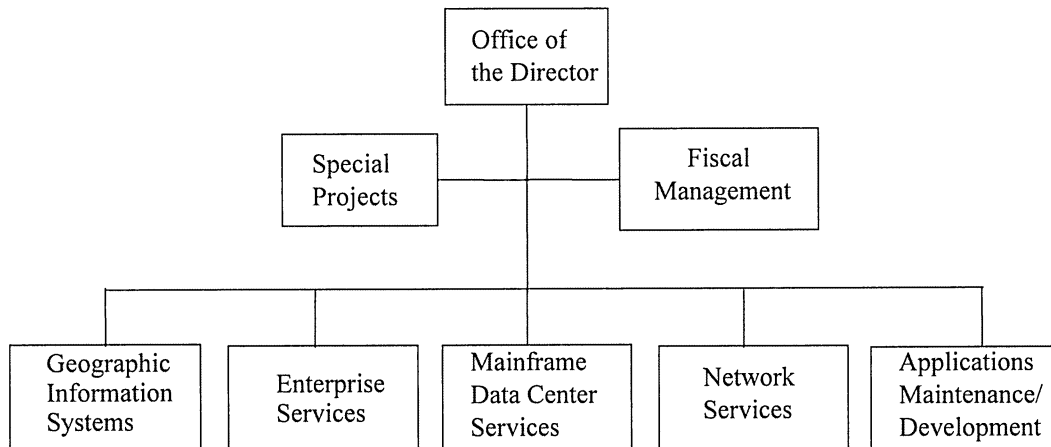 Office of
the Director
Special
Projects
Fiscal
Management
Geographic
Information
Systems
Enterprise
Services
Mainframe
Data Center
Services
Network
Services
Applications
Maintenance/
Development